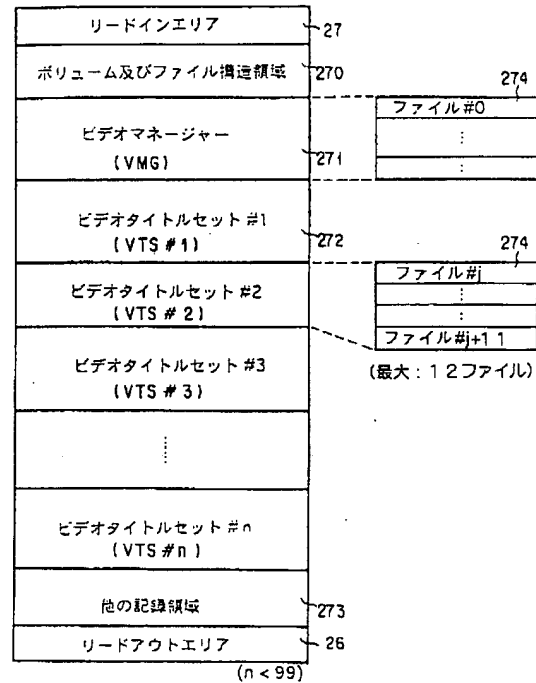 リードインエリア
27
ボリューム及びファイル構造領域
270
ビデオマネージャー
(VMG)
271
274
ファイル#0
ビデオタイトルセット#1
(VTS#1)
272
ビデオタイトルセット#2
(VTS#2)
274
ファイル#j
ファイル#j+11
(最大:12ファイル)
ビデオタイトルセット#3
(VTS#3)
ビデオタイトルセット#n
(VTS#n)
他の記録領域
273
リードアウトエリア
26
(n<99)